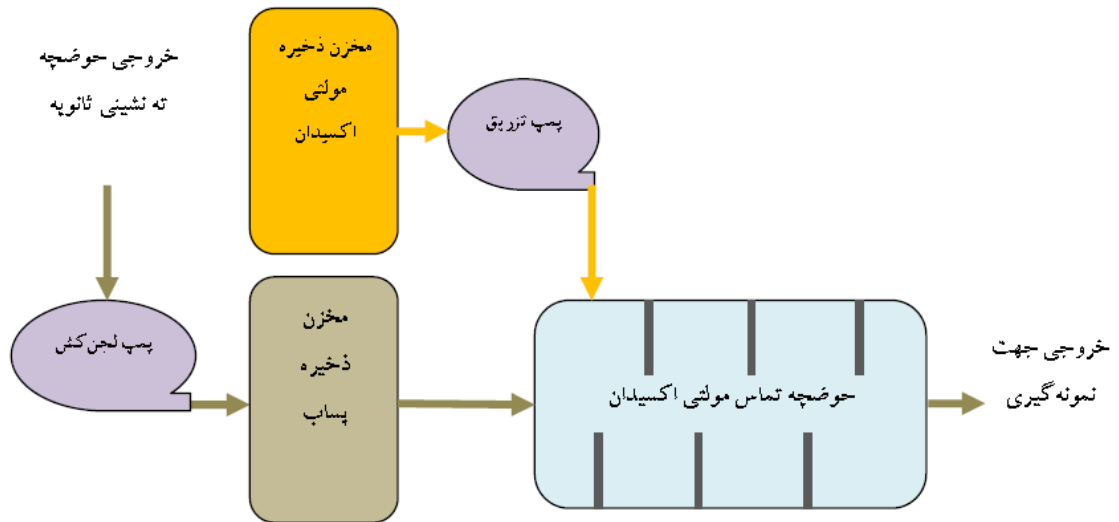 خروجی حوضچه
ته نشینی ثانویه
مخزن ذخیره
مولتی
اکسیدان
پمپ تزریق
پمپ لجن کش
مخزن
ذخیره
پساب
حوضچه تماس مولتی اکسیدان
خروجی جهت
نمونه گیری